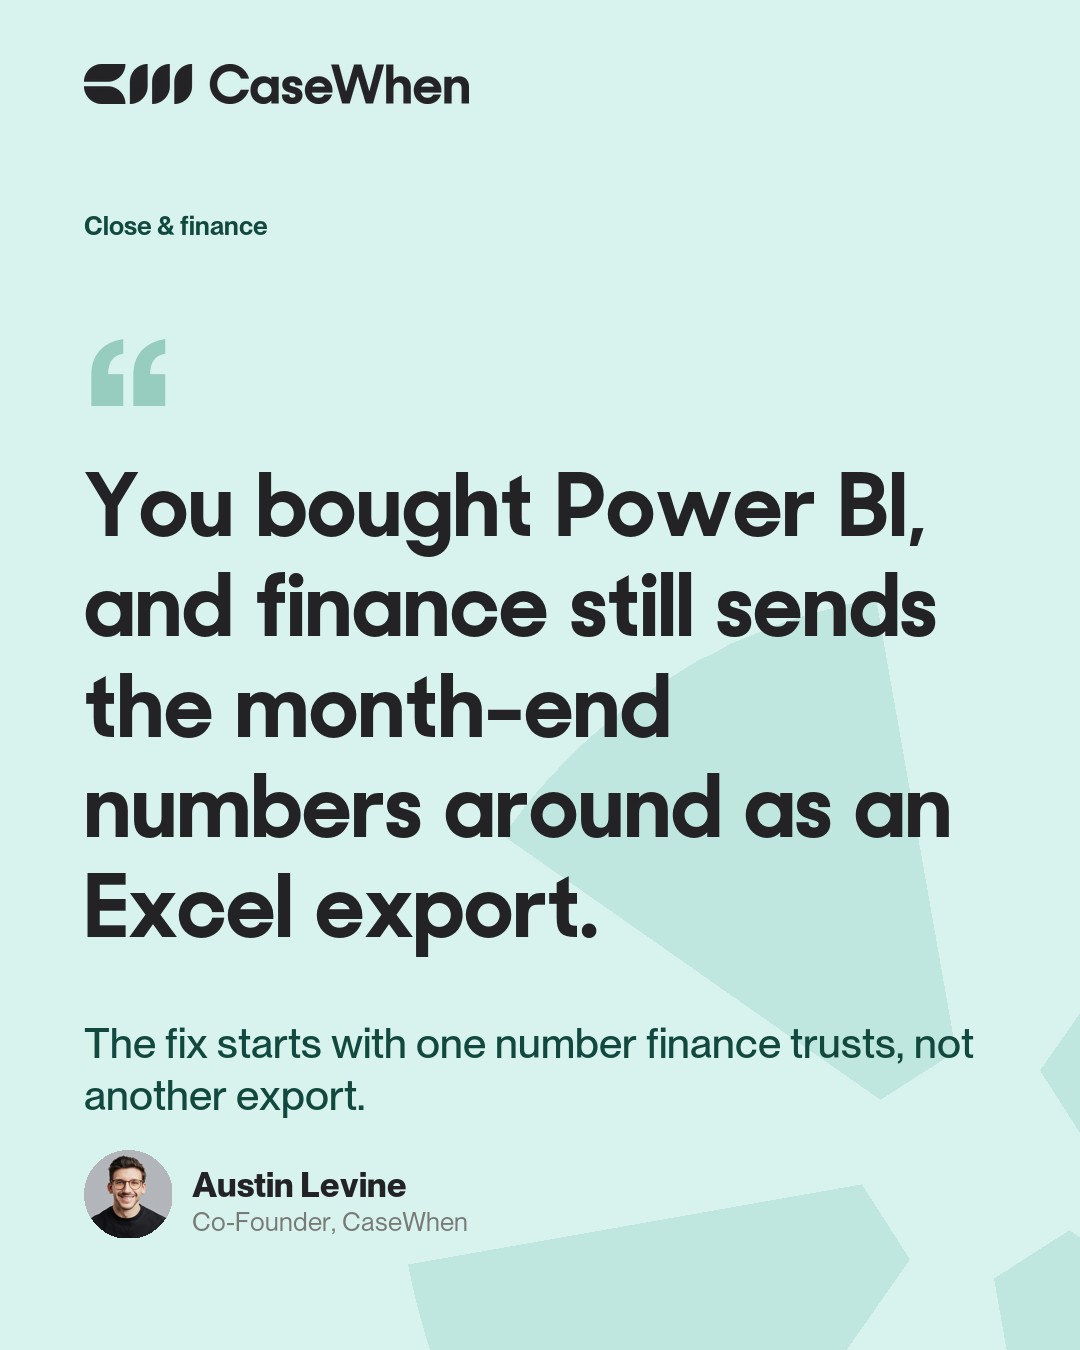 CaseWhen
Close & finance
“
You bought Power BI,
and finance still sends
the month-end
numbers around as an
Excel export.
The fix starts with one number finance trusts, not
another export.
Austin Levine
Co-Founder, CaseWhen